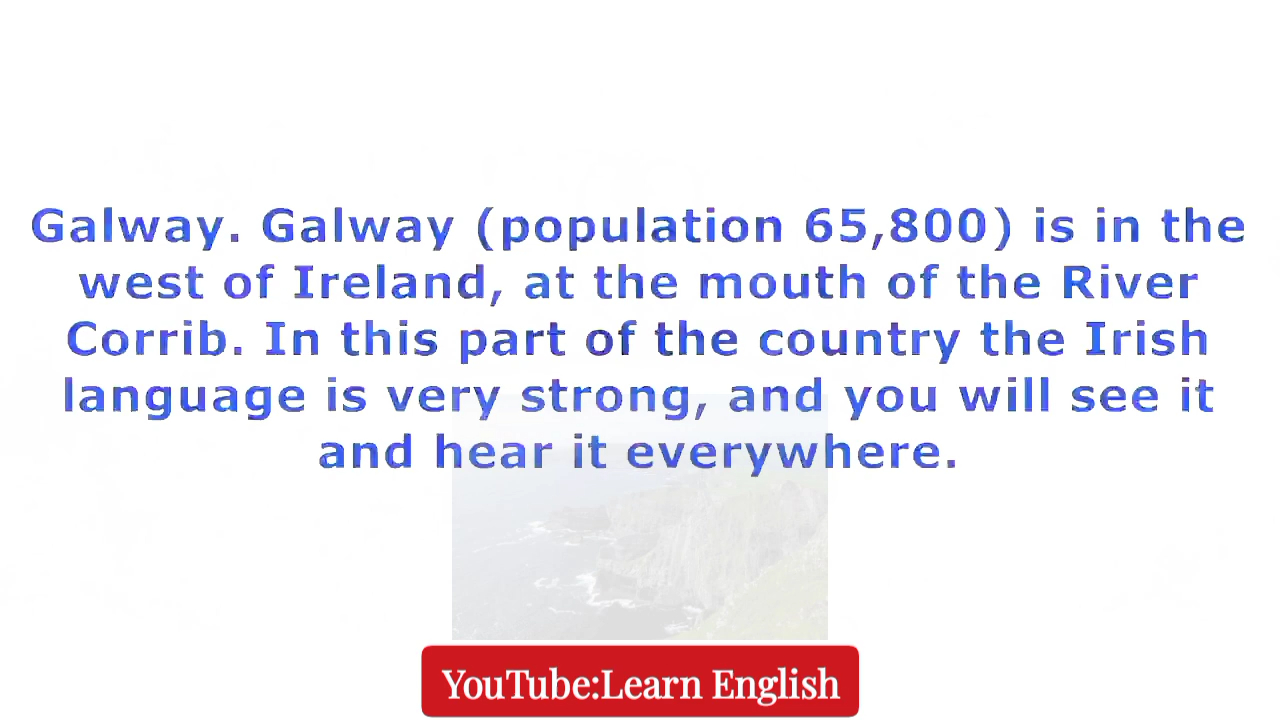 Galway. Galway (population 65,800) is in the
west of Ireland, at the mouth of the River
Corrib. In this part of the country the Irish
language is very strong, and you will see it
and hear it everywhere.
YouTube:Learn English